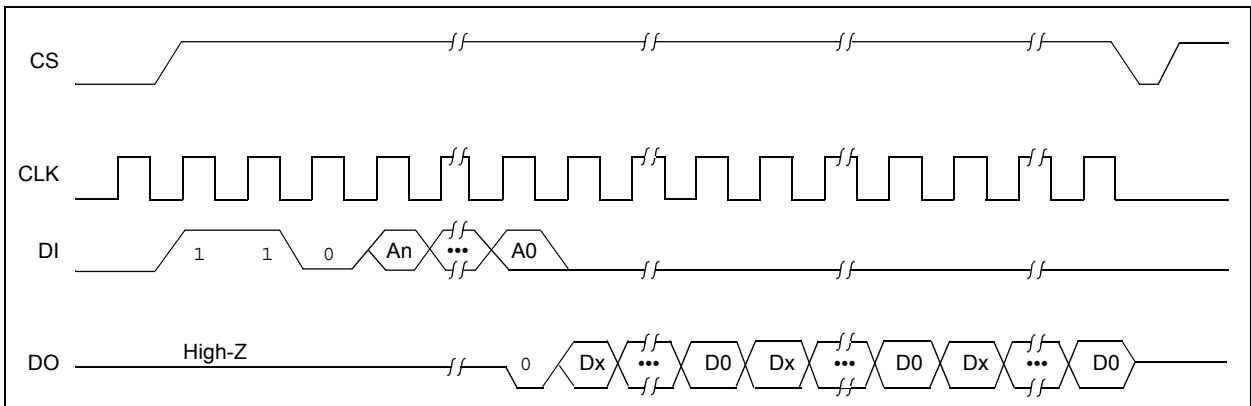 CS
CLK
DI 1 1 0 An ••• A0
DO High-Z 0 Dx ••• D0 Dx ••• D0 Dx ••• D0